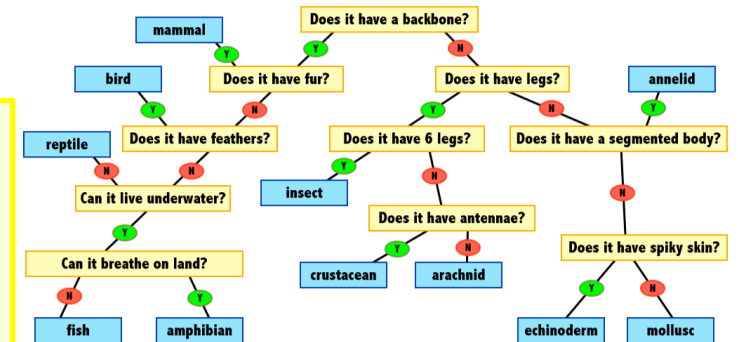 Does it have a backbone?
mammal
Y
Y
N
bird
Does it have fur?
Does it have legs?
annelid
Y
N
Y
N
Y
reptile
Does it have feathers?
Does it have 6 legs?
Does it have a segmented body?
N
N
Y
N
Can it live underwater?
insect
N
Does it have antennae?
Y
Y
N
Does it have spiky skin?
Can it breathe on land?
crustacean
arachnid
N
Y
Y
N
fish
amphibian
echinoderm
mollusc